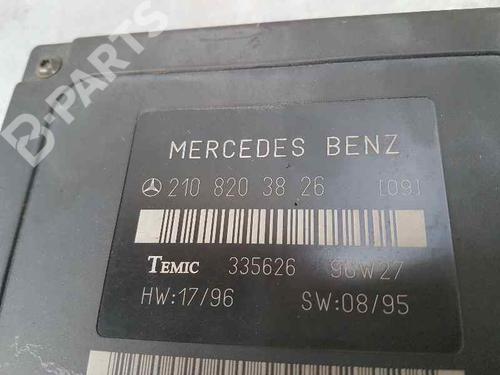 B-PARTS
MERCEDES BENZ
210 820 38 26 [09]
TEMIC 335626 96W27
HW:17/96 SW:08/95